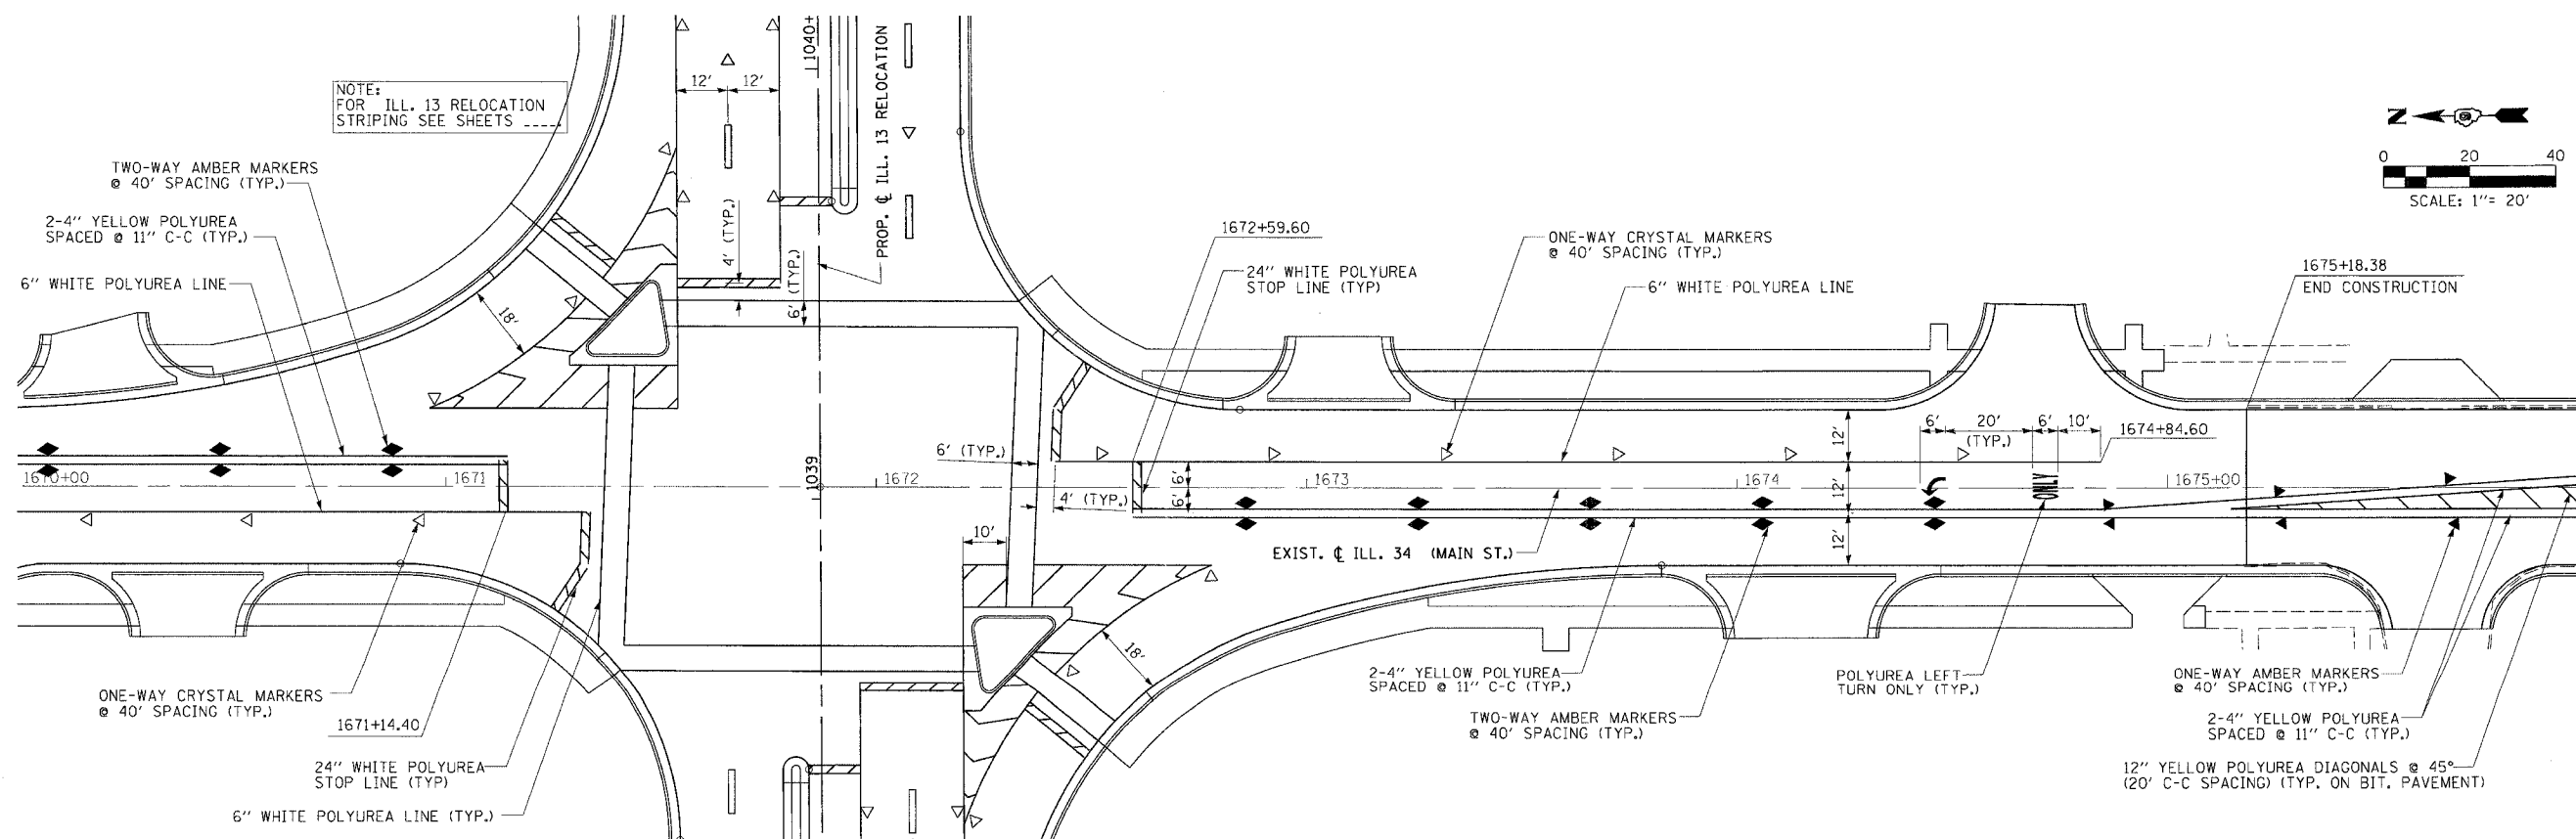 NOTE:
FOR ILL. 13 RELOCATION
STRIPING SEE SHEETS ____.
TWO-WAY AMBER MARKERS
@ 40' SPACING (TYP.)
2-4" YELLOW POLYUREA
SPACED @ 11" C-C (TYP.)
6" WHITE POLYUREA LINE
18'
12'
12'
1040+
PROP. ℄ ILL. 13 RELOCATION
4' (TYP.)
6' (TYP.)
N
0 20 40
SCALE: 1"= 20'
1672+59.60
24" WHITE POLYUREA
STOP LINE (TYP)
ONE-WAY CRYSTAL MARKERS
@ 40' SPACING (TYP.)
6" WHITE POLYUREA LINE
1675+18.38
END CONSTRUCTION
6'
20'
(TYP.)
6'
10'
1674+84.60
12'
12'
12'
6' (TYP.)
4' (TYP.)
6'
6'
1670+00
1671
1039
1672
1673
1674
ONLY
1675+00
10'
EXIST. ℄ ILL. 34 (MAIN ST.)
18'
ONE-WAY CRYSTAL MARKERS
@ 40' SPACING (TYP.)
1671+14.40
24" WHITE POLYUREA
STOP LINE (TYP)
6" WHITE POLYUREA LINE (TYP.)
2-4" YELLOW POLYUREA
SPACED @ 11" C-C (TYP.)
TWO-WAY AMBER MARKERS
@ 40' SPACING (TYP.)
POLYUREA LEFT
TURN ONLY (TYP.)
ONE-WAY AMBER MARKERS
@ 40' SPACING (TYP.)
2-4" YELLOW POLYUREA
SPACED @ 11" C-C (TYP.)
12" YELLOW POLYUREA DIAGONALS @ 45°
(20' C-C SPACING) (TYP. ON BIT. PAVEMENT)